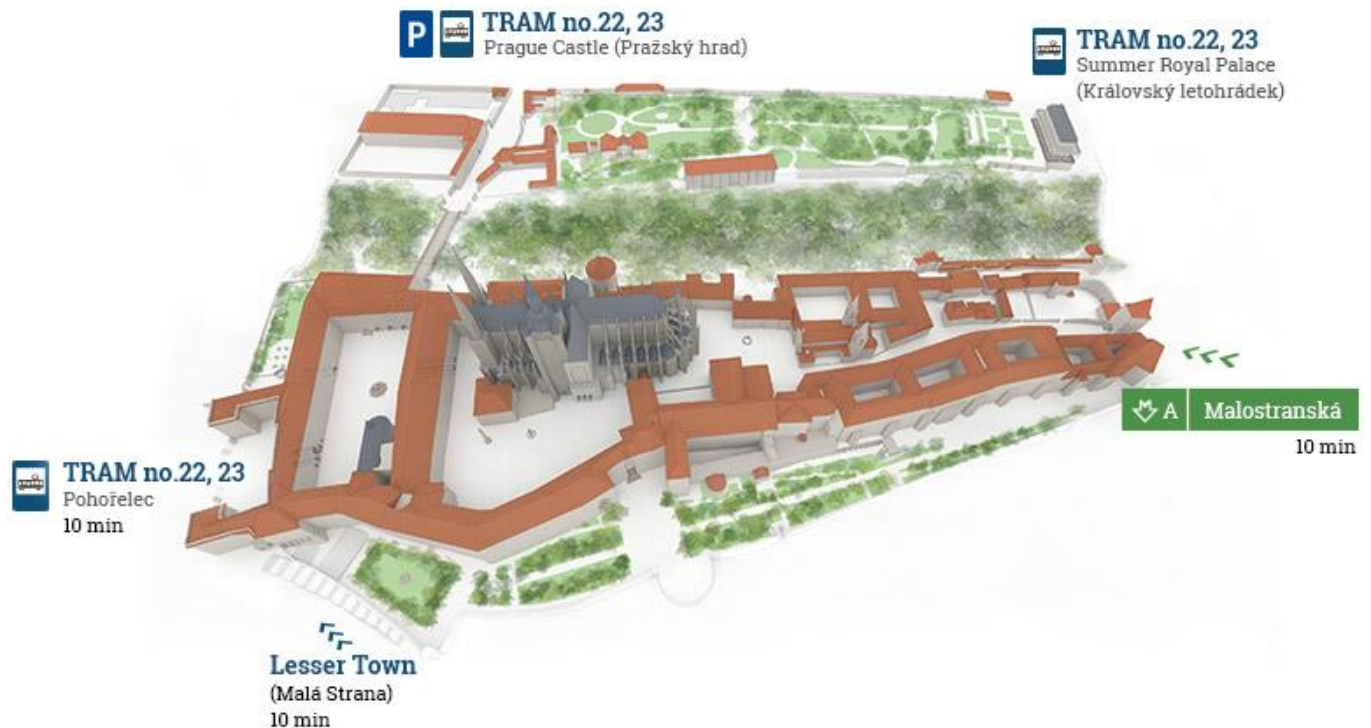 P
TRAM no.22, 23
Prague Castle (Pražský hrad)
TRAM no.22, 23
Summer Royal Palace
(Královský letohrádek)
A Malostranská
10 min
TRAM no.22, 23
Pohořelec
10 min
Lesser Town
(Malá Strana)
10 min